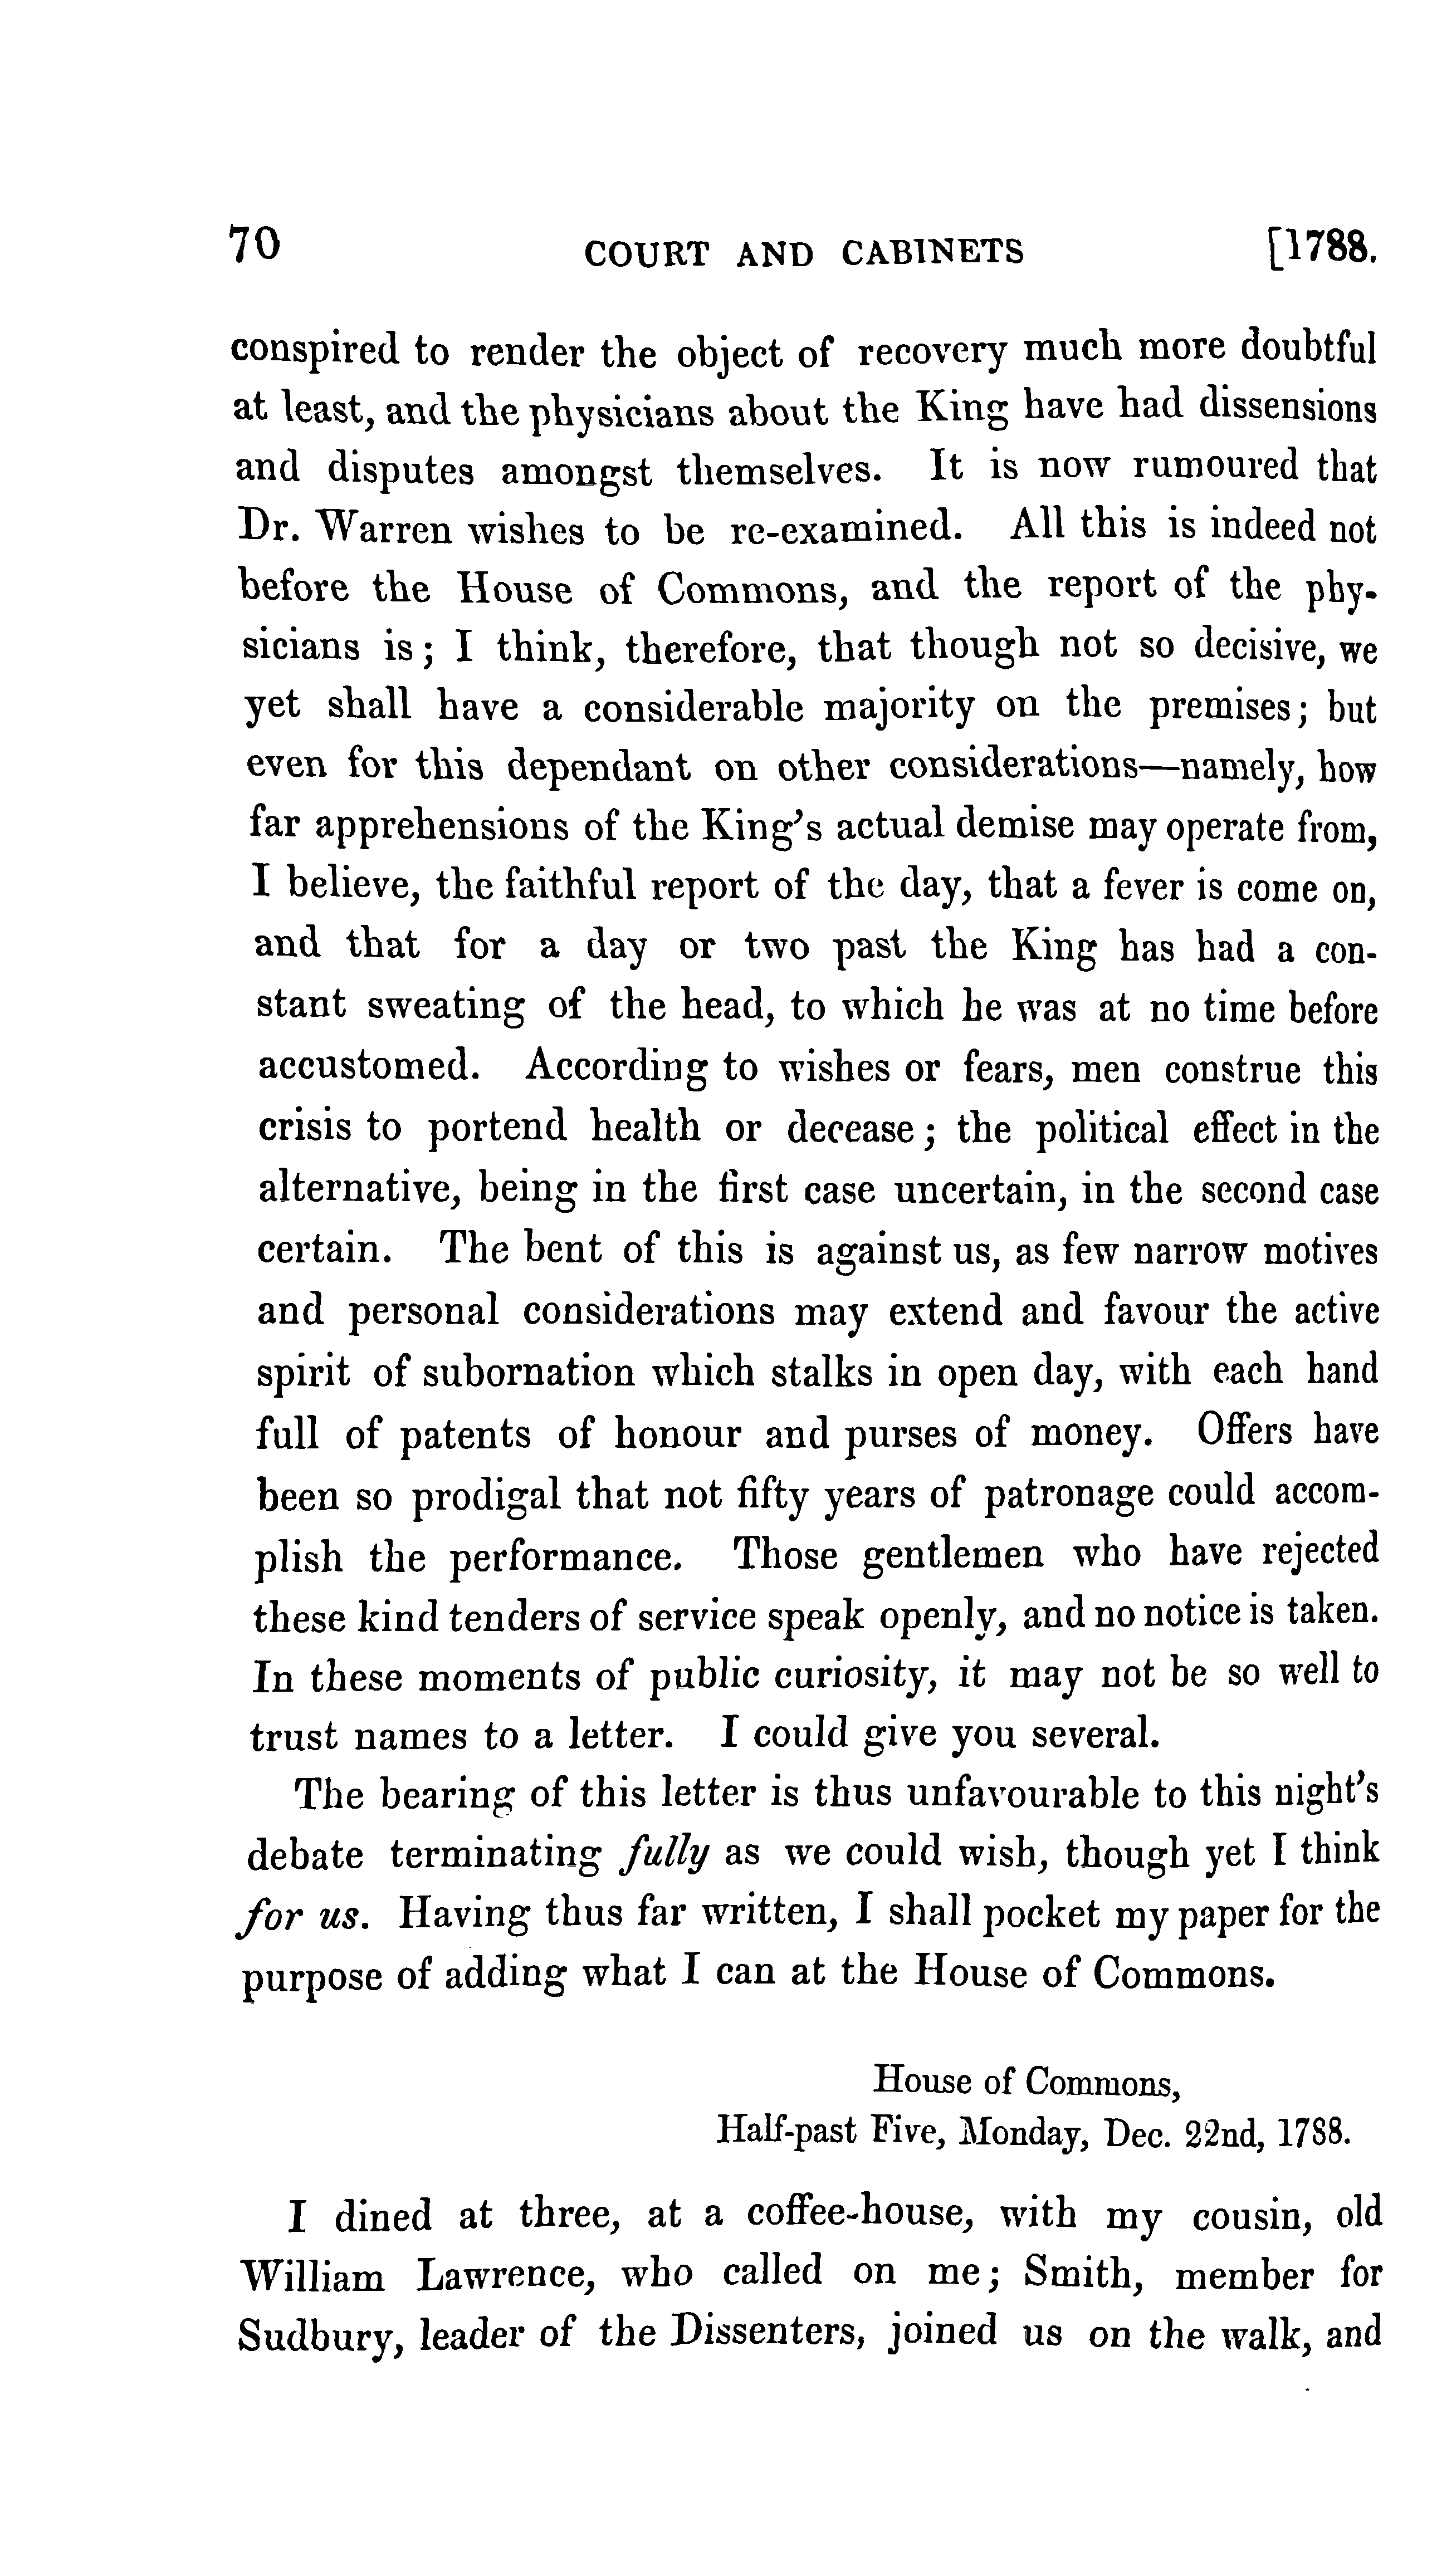 70 COURT AND CABINETS [1788.
conspired to render the object of recovery much more doubtful
at least, and the physicians about the King have had dissensions
and disputes amongst themselves. It is now rumoured that
Dr. Warren wishes to be re-examined. All this is indeed not
before the House of Commons, and the report of the phy-
sicians is; I think, therefore, that though not so decisive, we
yet shall have a considerable majority on the premises; but
even for this dependant on other considerations—namely, how
far apprehensions of the King's actual demise may operate from,
I believe, the faithful report of the day, that a fever is come on,
and that for a day or two past the King has had a con-
stant sweating of the head, to which he was at no time before
accustomed. According to wishes or fears, men construe this
crisis to portend health or decease; the political effect in the
alternative, being in the first case uncertain, in the second case
certain. The bent of this is against us, as few narrow motives
and personal considerations may extend and favour the active
spirit of subornation which stalks in open day, with each hand
full of patents of honour and purses of money. Offers have
been so prodigal that not fifty years of patronage could accom-
plish the performance. Those gentlemen who have rejected
these kind tenders of service speak openly, and no notice is taken.
In these moments of public curiosity, it may not be so well to
trust names to a letter. I could give you several.
The bearing of this letter is thus unfavourable to this night's
debate terminating fully as we could wish, though yet I think
for us. Having thus far written, I shall pocket my paper for the
purpose of adding what I can at the House of Commons.
House of Commons,
Half-past Five, Monday, Dec. 22nd, 1788.
I dined at three, at a coffee-house, with my cousin, old
William Lawrence, who called on me; Smith, member for
Sudbury, leader of the Dissenters, joined us on the walk, and